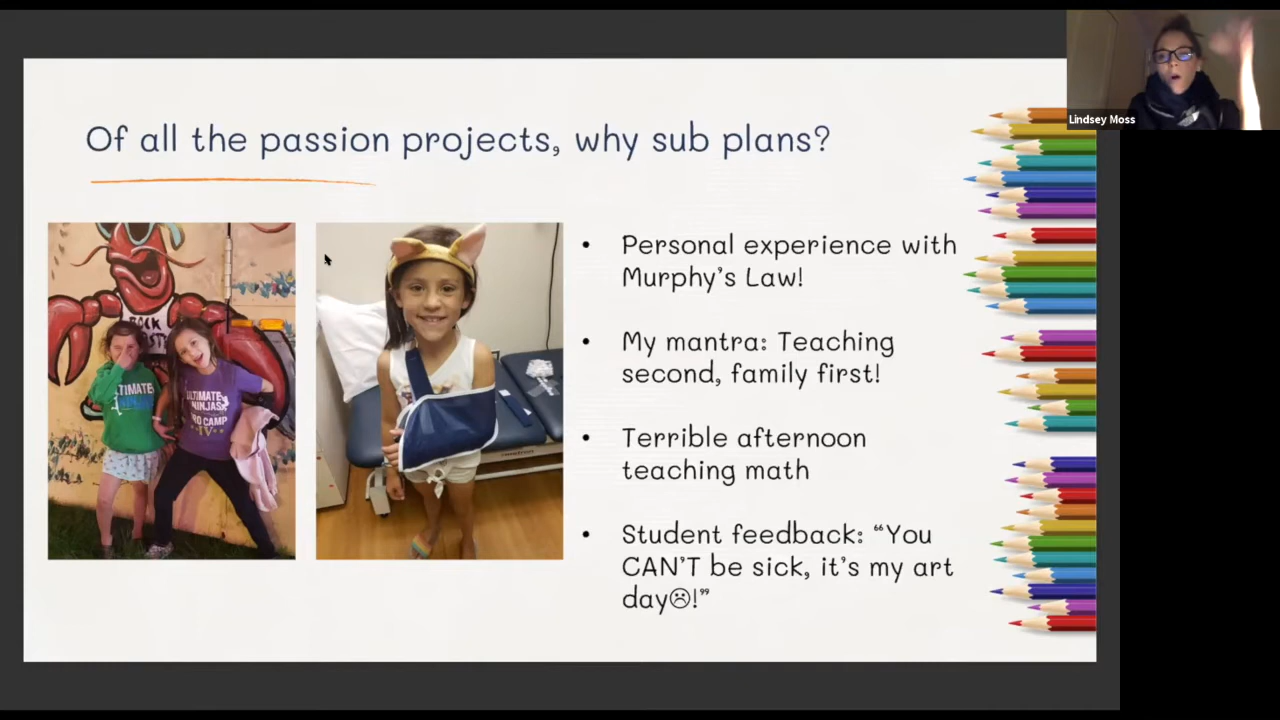 Lindsey Moss
Of all the passion projects, why sub plans?
• Personal experience with
Murphy's Law!
• My mantra: Teaching
second, family first!
• Terrible afternoon
teaching math
• Student feedback: “You
CAN'T be sick, it's my art
day☹!”
ROCK
ULTIMATE
ULTIMATE
NINJAS
CAMP
IV